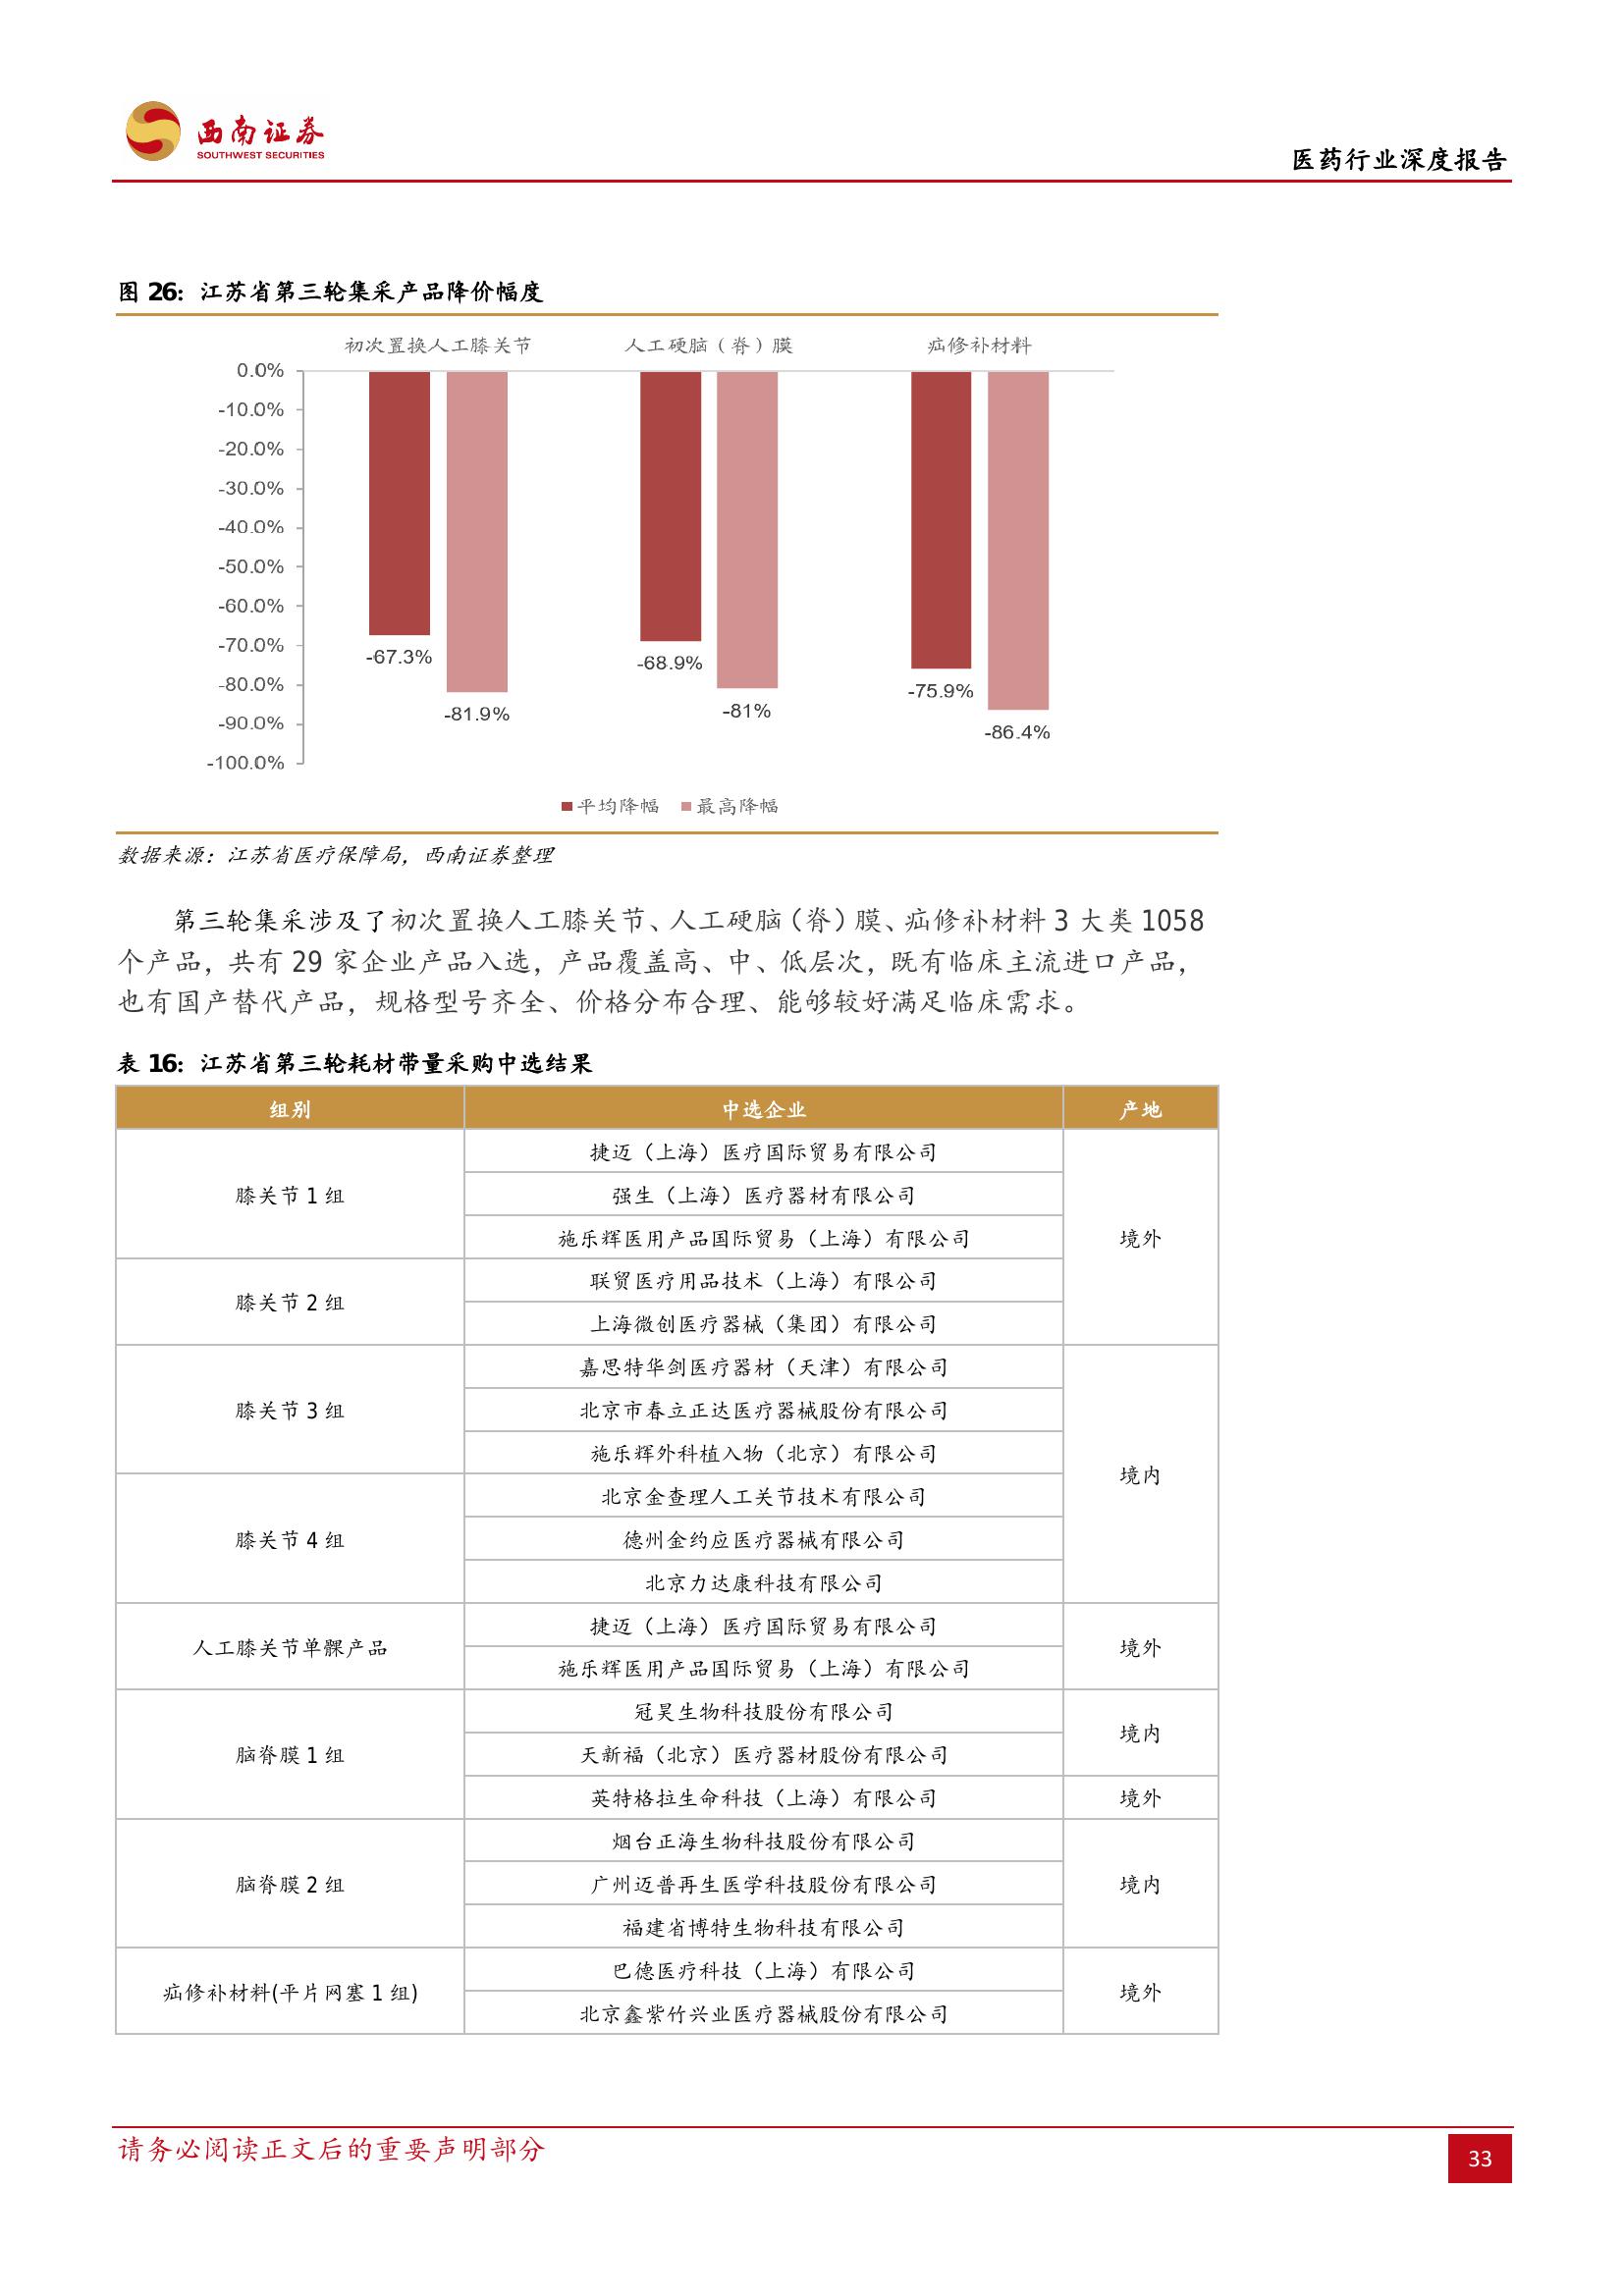 西南证券
SOUTHWEST SECURITIES
医药行业深度报告
图 26：江苏省第三轮集采产品降价幅度
初次置换人工膝关节 人工硬脑（脊）膜 疝修补材料
0.0%
-10.0%
-20.0%
-30.0%
-40.0%
-50.0%
-60.0%
-70.0%
-80.0%
-90.0%
-100.0%
-67.3%
-81.9%
-68.9%
-81%
-75.9%
-86.4%
平均降幅 最高降幅
数据来源：江苏省医疗保障局，西南证券整理
第三轮集采涉及了初次置换人工膝关节、人工硬脑（脊）膜、疝修补材料 3 大类 1058
个产品，共有 29 家企业产品入选，产品覆盖高、中、低层次，既有临床主流进口产品，
也有国产替代产品，规格型号齐全、价格分布合理、能够较好满足临床需求。
表 16：江苏省第三轮耗材带量采购中选结果
组别 中选企业 产地
膝关节 1 组
捷迈（上海）医疗国际贸易有限公司
强生（上海）医疗器材有限公司
施乐辉医用产品国际贸易（上海）有限公司
境外
膝关节 2 组
联贸医疗用品技术（上海）有限公司
上海微创医疗器械（集团）有限公司
膝关节 3 组
嘉思特华剑医疗器材（天津）有限公司
北京市春立正达医疗器械股份有限公司
施乐辉外科植入物（北京）有限公司
境内
膝关节 4 组
北京金查理人工关节技术有限公司
德州金约应医疗器械有限公司
北京力达康科技有限公司
人工膝关节单髁产品
捷迈（上海）医疗国际贸易有限公司
施乐辉医用产品国际贸易（上海）有限公司
境外
脑脊膜 1 组
冠昊生物科技股份有限公司
天新福（北京）医疗器材股份有限公司
境内
英特格拉生命科技（上海）有限公司
境外
脑脊膜 2 组
烟台正海生物科技股份有限公司
广州迈普再生医学科技股份有限公司
福建省博特生物科技有限公司
境内
疝修补材料(平片网塞 1 组)
巴德医疗科技（上海）有限公司
北京鑫紫竹兴业医疗器械股份有限公司
境外
请务必阅读正文后的重要声明部分
33